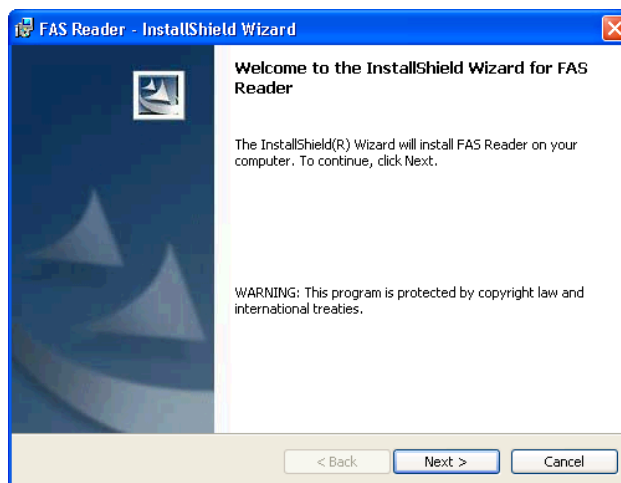 FAS Reader - InstallShield Wizard
Welcome to the InstallShield Wizard for FAS
Reader
The InstallShield(R) Wizard will install FAS Reader on your
computer. To continue, click Next.
WARNING: This program is protected by copyright law and
international treaties.
< Back
Next >
Cancel